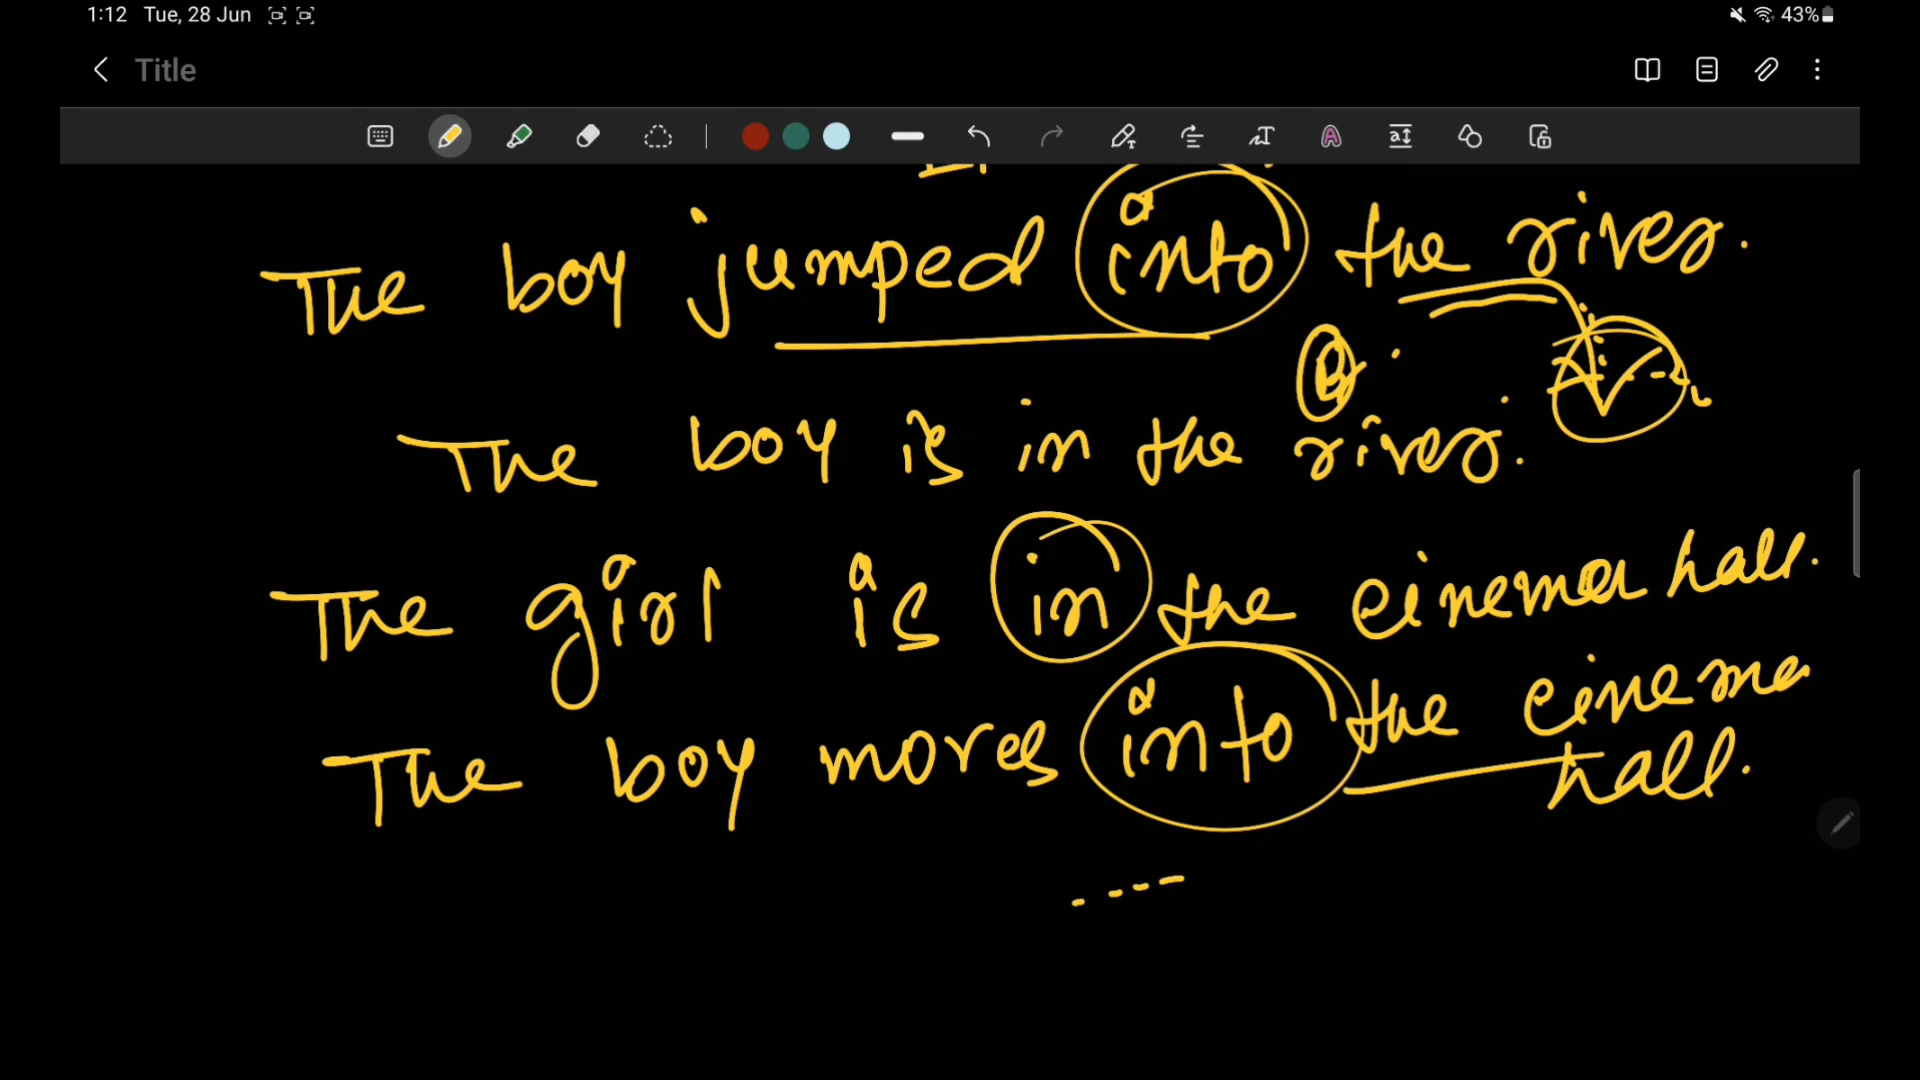 1:12 Tue, 28 Jun 43%
Title
The boy jumped into the river.
B
The boy is in the river.
The girl is in the cinema hall.
The boy moves into the cinema
hall.